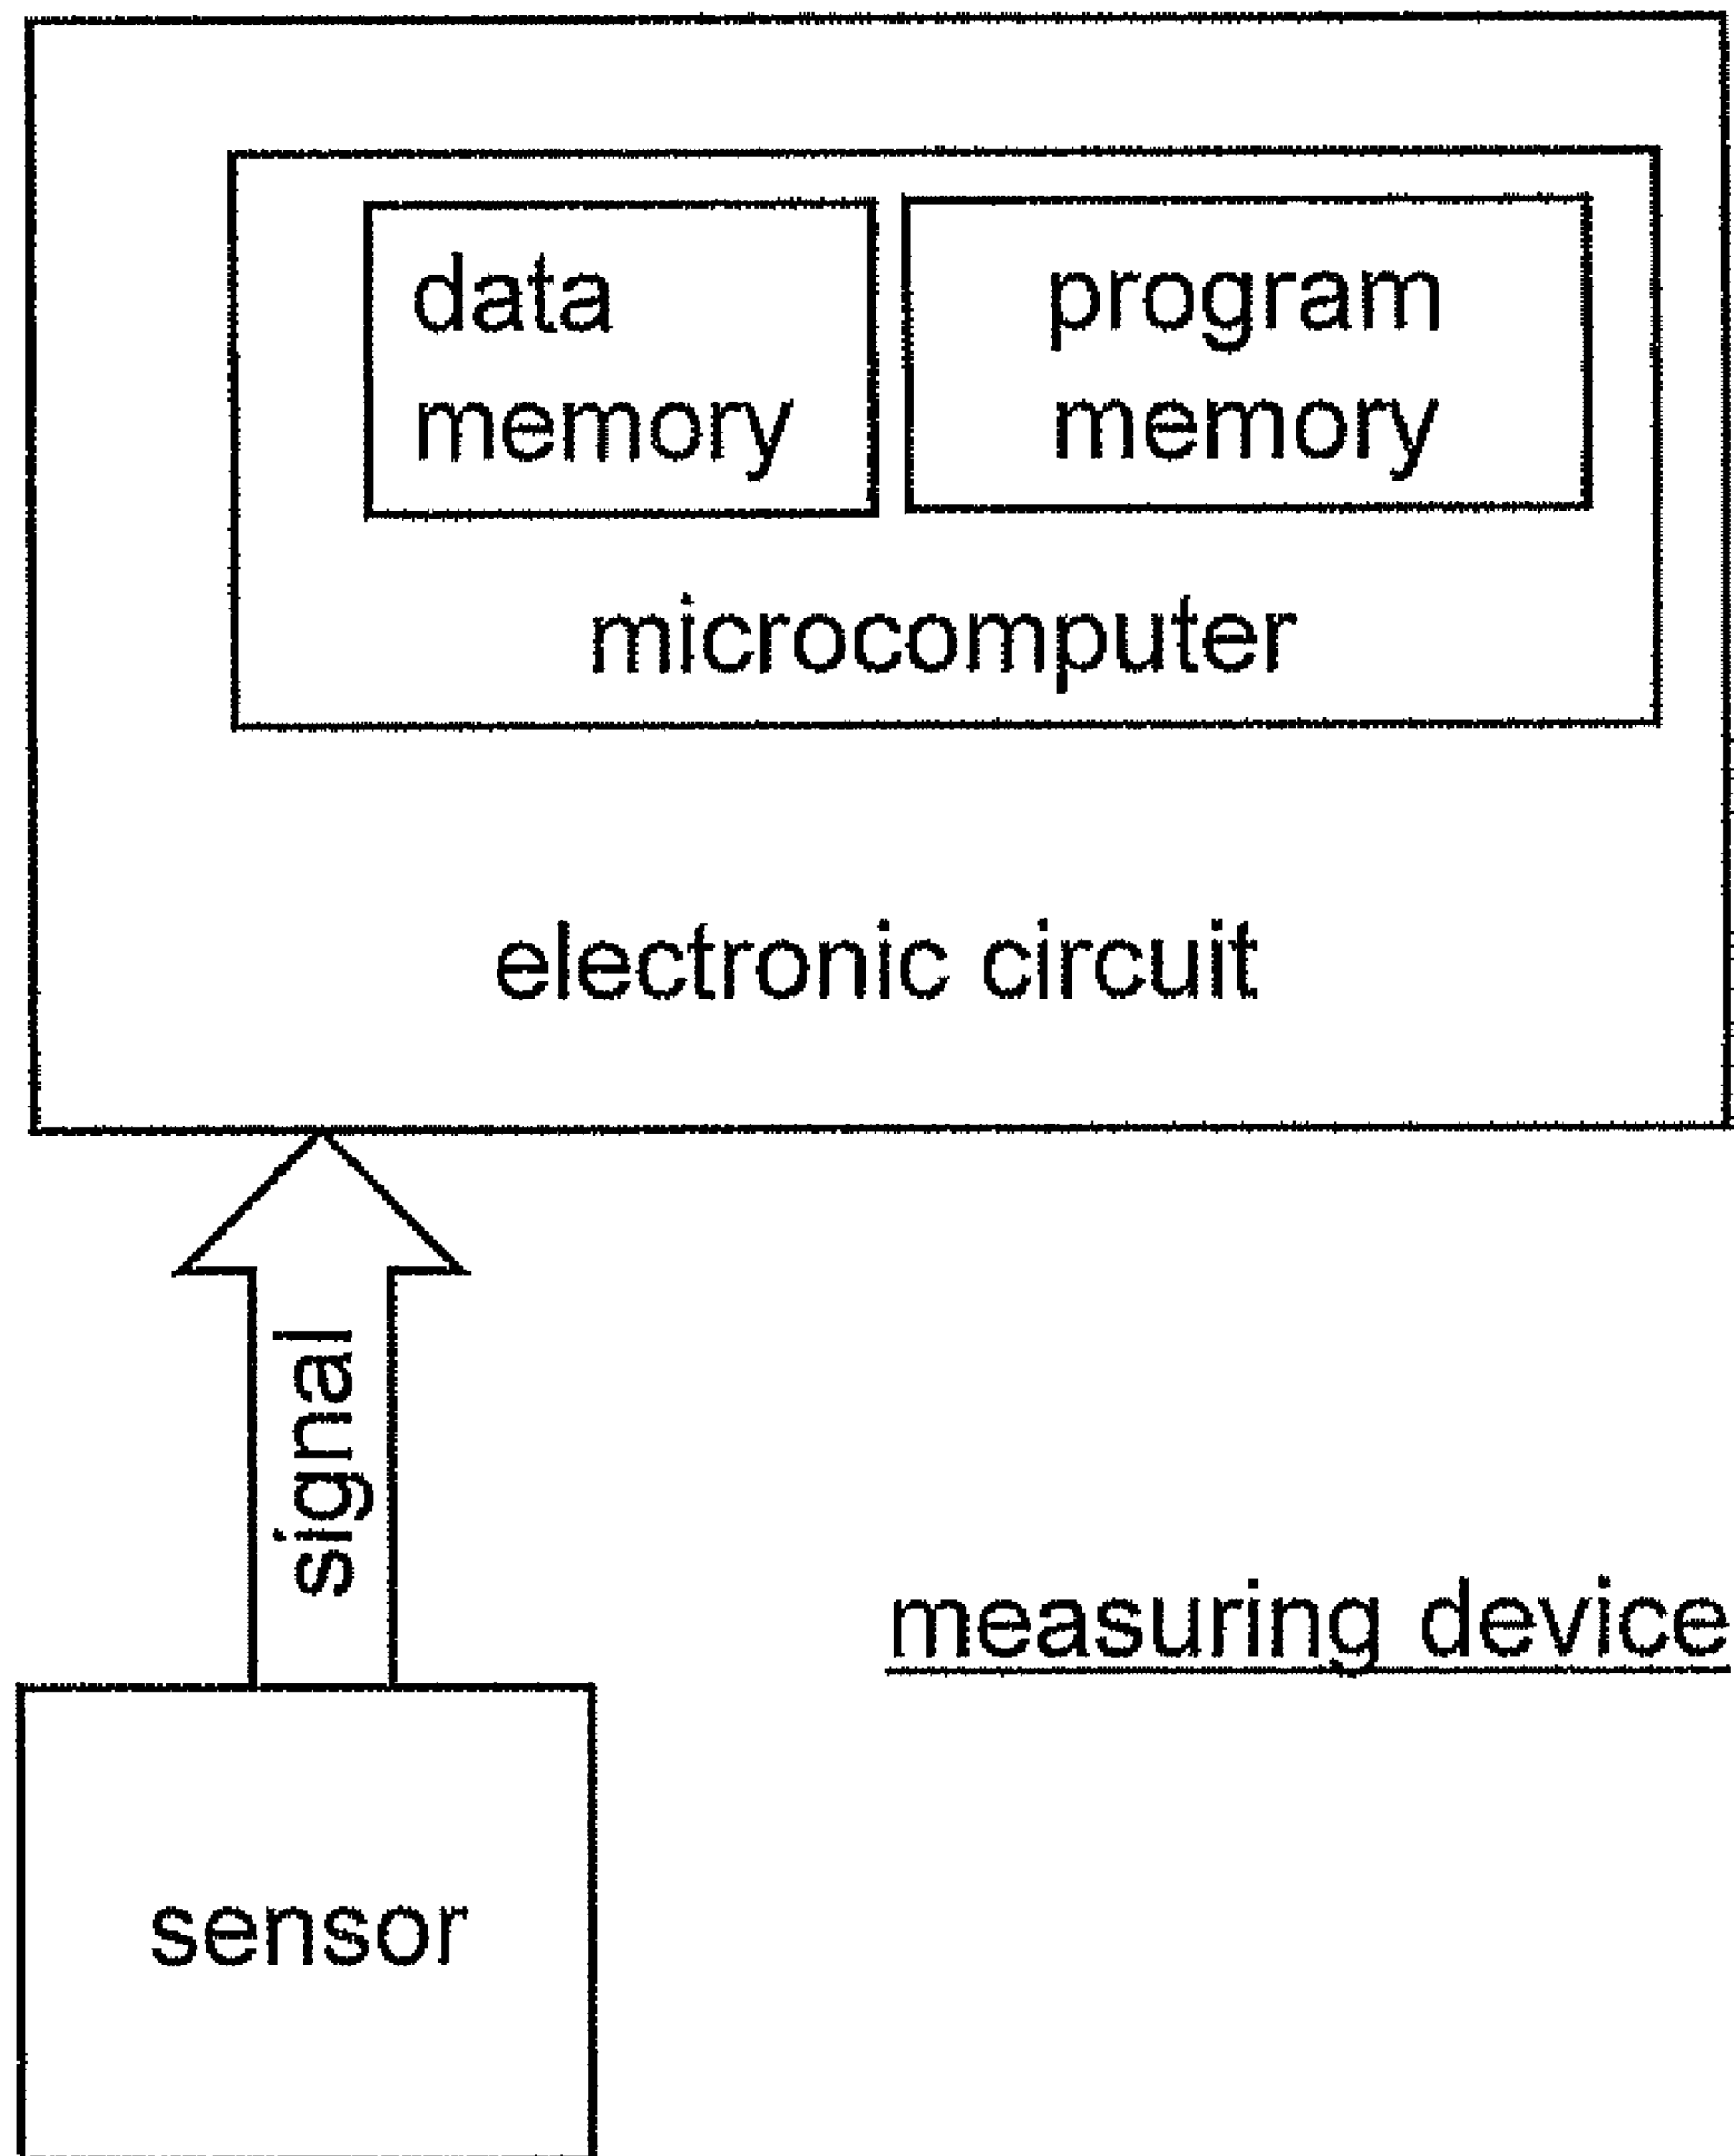 data
memory
program
memory
microcomputer
electronic circuit
signal
measuring device
sensor